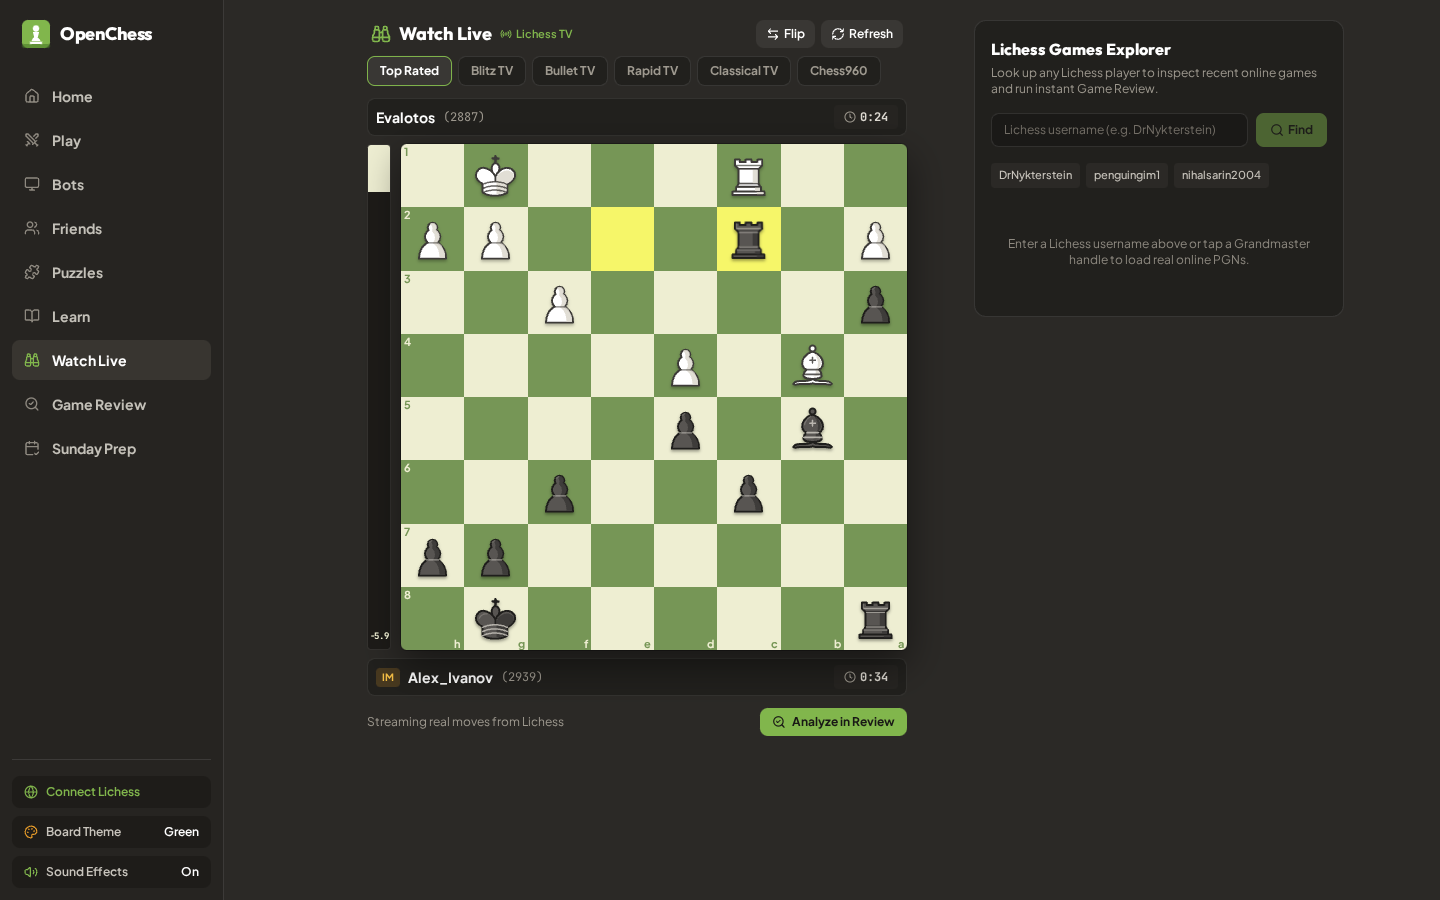 OpenChess
Home
Play
Bots
Friends
Puzzles
Learn
Watch Live
Game Review
Sunday Prep
Connect Lichess
Board Theme Green
Sound Effects On
Watch Live Lichess TV
Flip Refresh
Top Rated Blitz TV Bullet TV Rapid TV Classical TV Chess960
Evalotos (2887) 0:24
1
2
3
4
5
6
7
8
h g f e d c b a
-5.9
IM Alex_Ivanov (2939) 0:34
Streaming real moves from Lichess Analyze in Review
Lichess Games Explorer
Look up any Lichess player to inspect recent online games
and run instant Game Review.
Lichess username (e.g. DrNykterstein) Find
DrNykterstein penguingim1 nihalsarin2004
Enter a Lichess username above or tap a Grandmaster
handle to load real online PGNs.